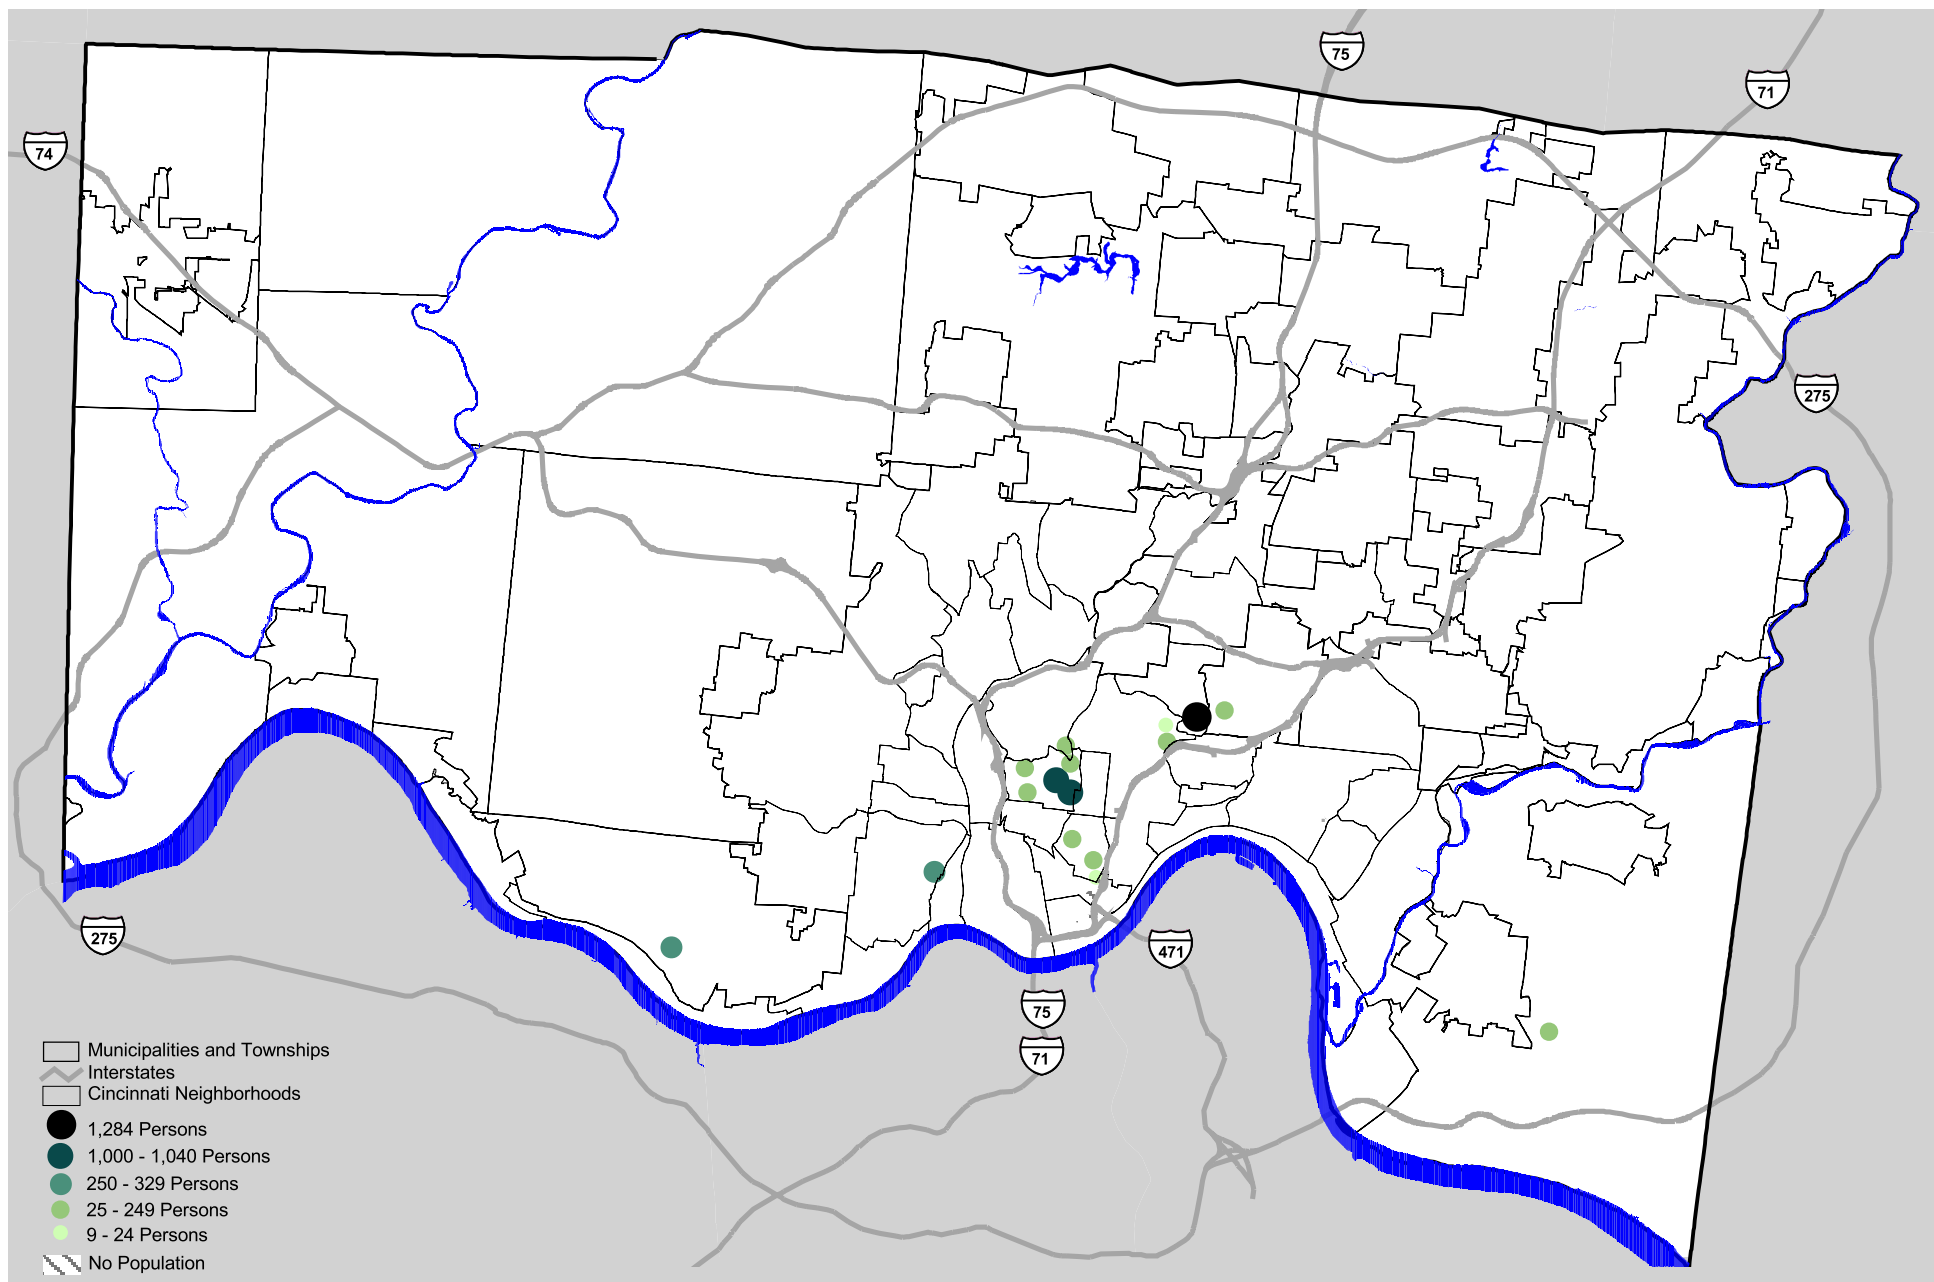 75
71
74
275
275
471
75
71
Municipalities and Townships
Interstates
Cincinnati Neighborhoods
1,284 Persons
1,000 - 1,040 Persons
250 - 329 Persons
25 - 249 Persons
9 - 24 Persons
No Population